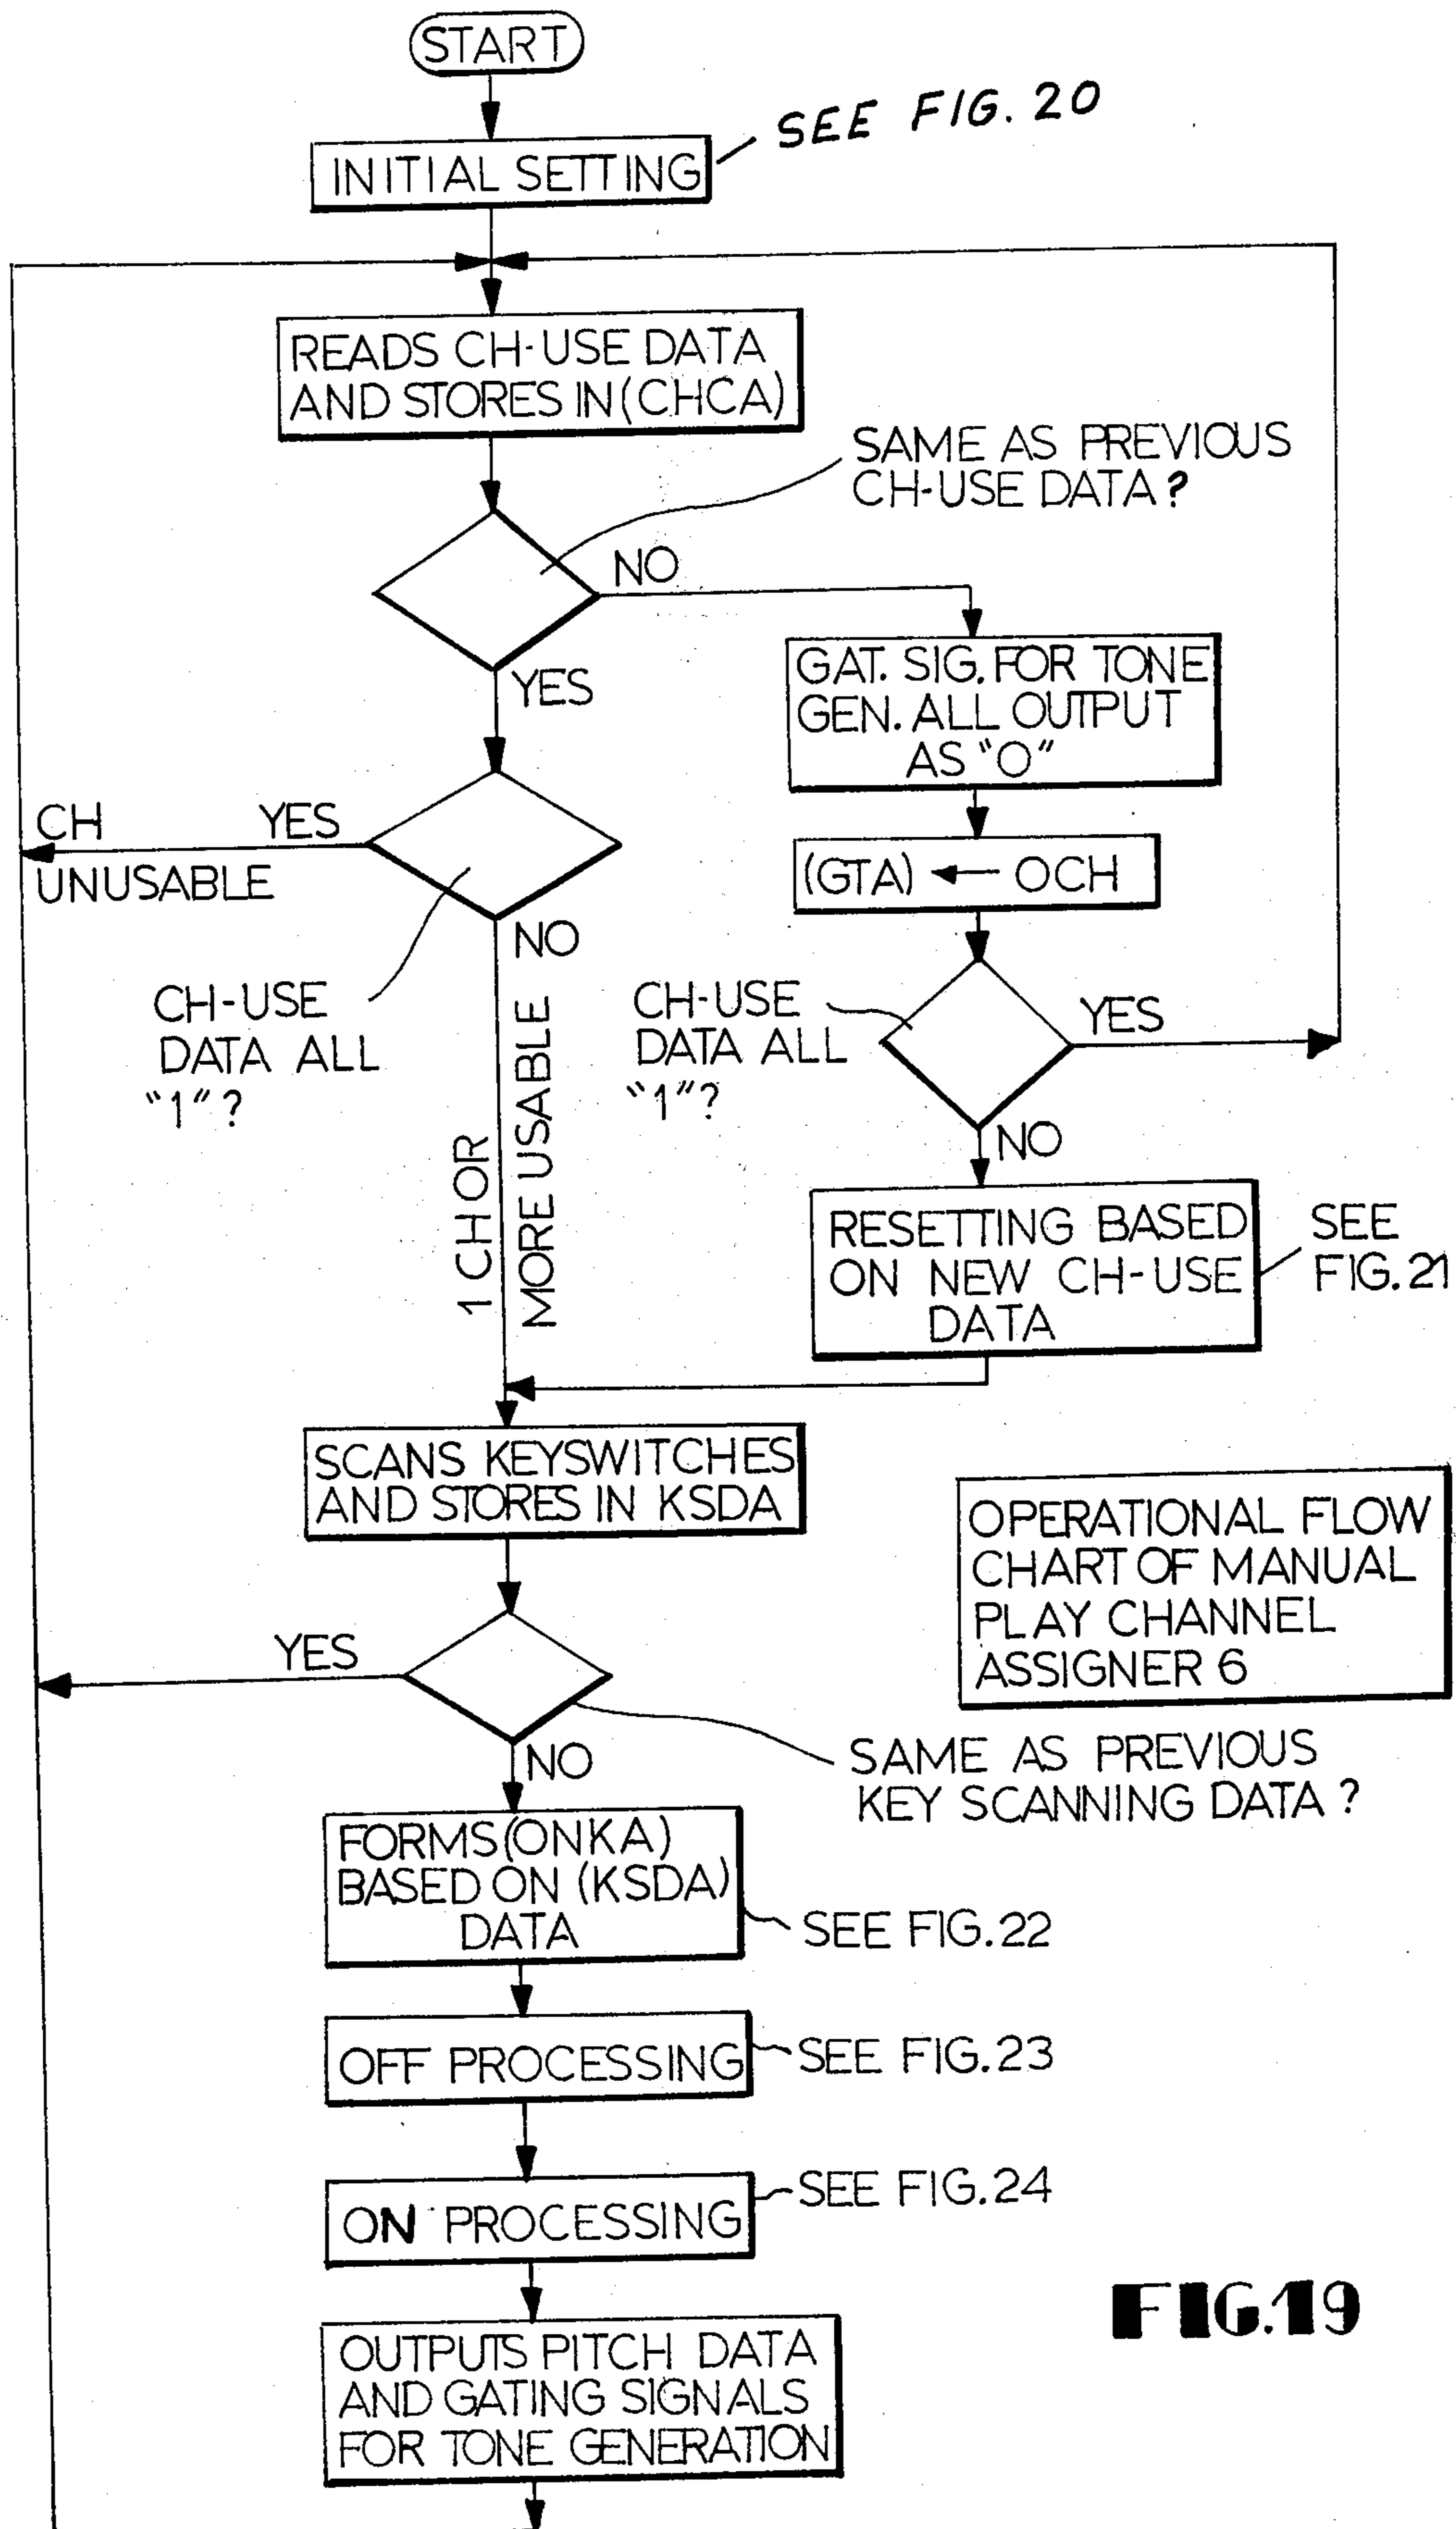 START
SEE FIG. 20
INITIAL SETTING
READS CH-USE DATA
AND STORES IN (CHCA)
SAME AS PREVIOUS
CH-USE DATA?
NO
YES
GAT. SIG. FOR TONE
GEN. ALL OUTPUT
AS "O"
CH
UNUSABLE
YES
(GTA) ← OCH
NO
CH-USE
DATA ALL
"1"?
1 CH OR
MORE USABLE
CH-USE
DATA ALL
"1"?
YES
NO
RESETTING BASED
ON NEW CH-USE
DATA
SEE
FIG.21
SCANS KEYSWITCHES
AND STORES IN KSDA
OPERATIONAL FLOW
CHART OF MANUAL
PLAY CHANNEL
ASSIGNER 6
YES
NO
SAME AS PREVIOUS
KEY SCANNING DATA?
FORMS (ONKA)
BASED ON (KSDA)
DATA
SEE FIG.22
OFF PROCESSING
SEE FIG.23
ON PROCESSING
SEE FIG.24
OUTPUTS PITCH DATA
AND GATING SIGNALS
FOR TONE GENERATION
FIG.19